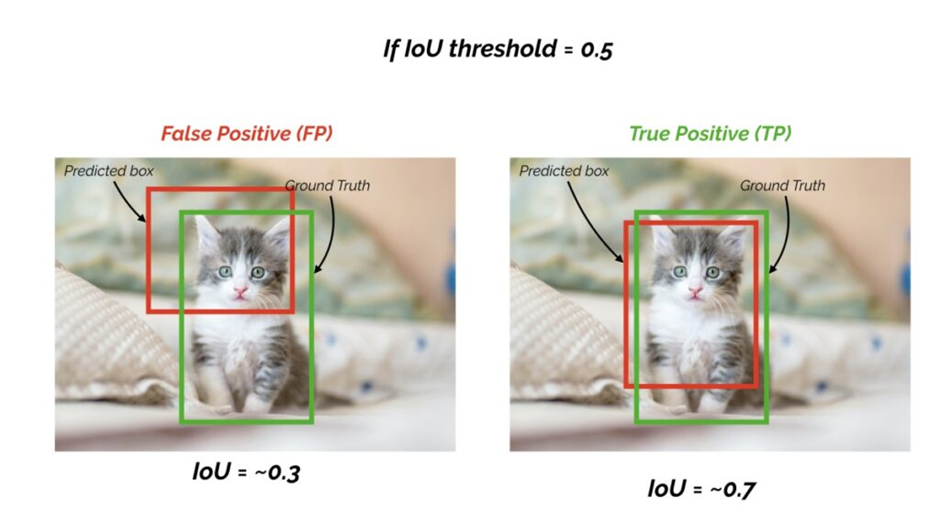 If IoU threshold = 0.5
False Positive (FP)
True Positive (TP)
Predicted box
Ground Truth
Predicted box
Ground Truth
IoU = ~0.3
IoU = ~0.7